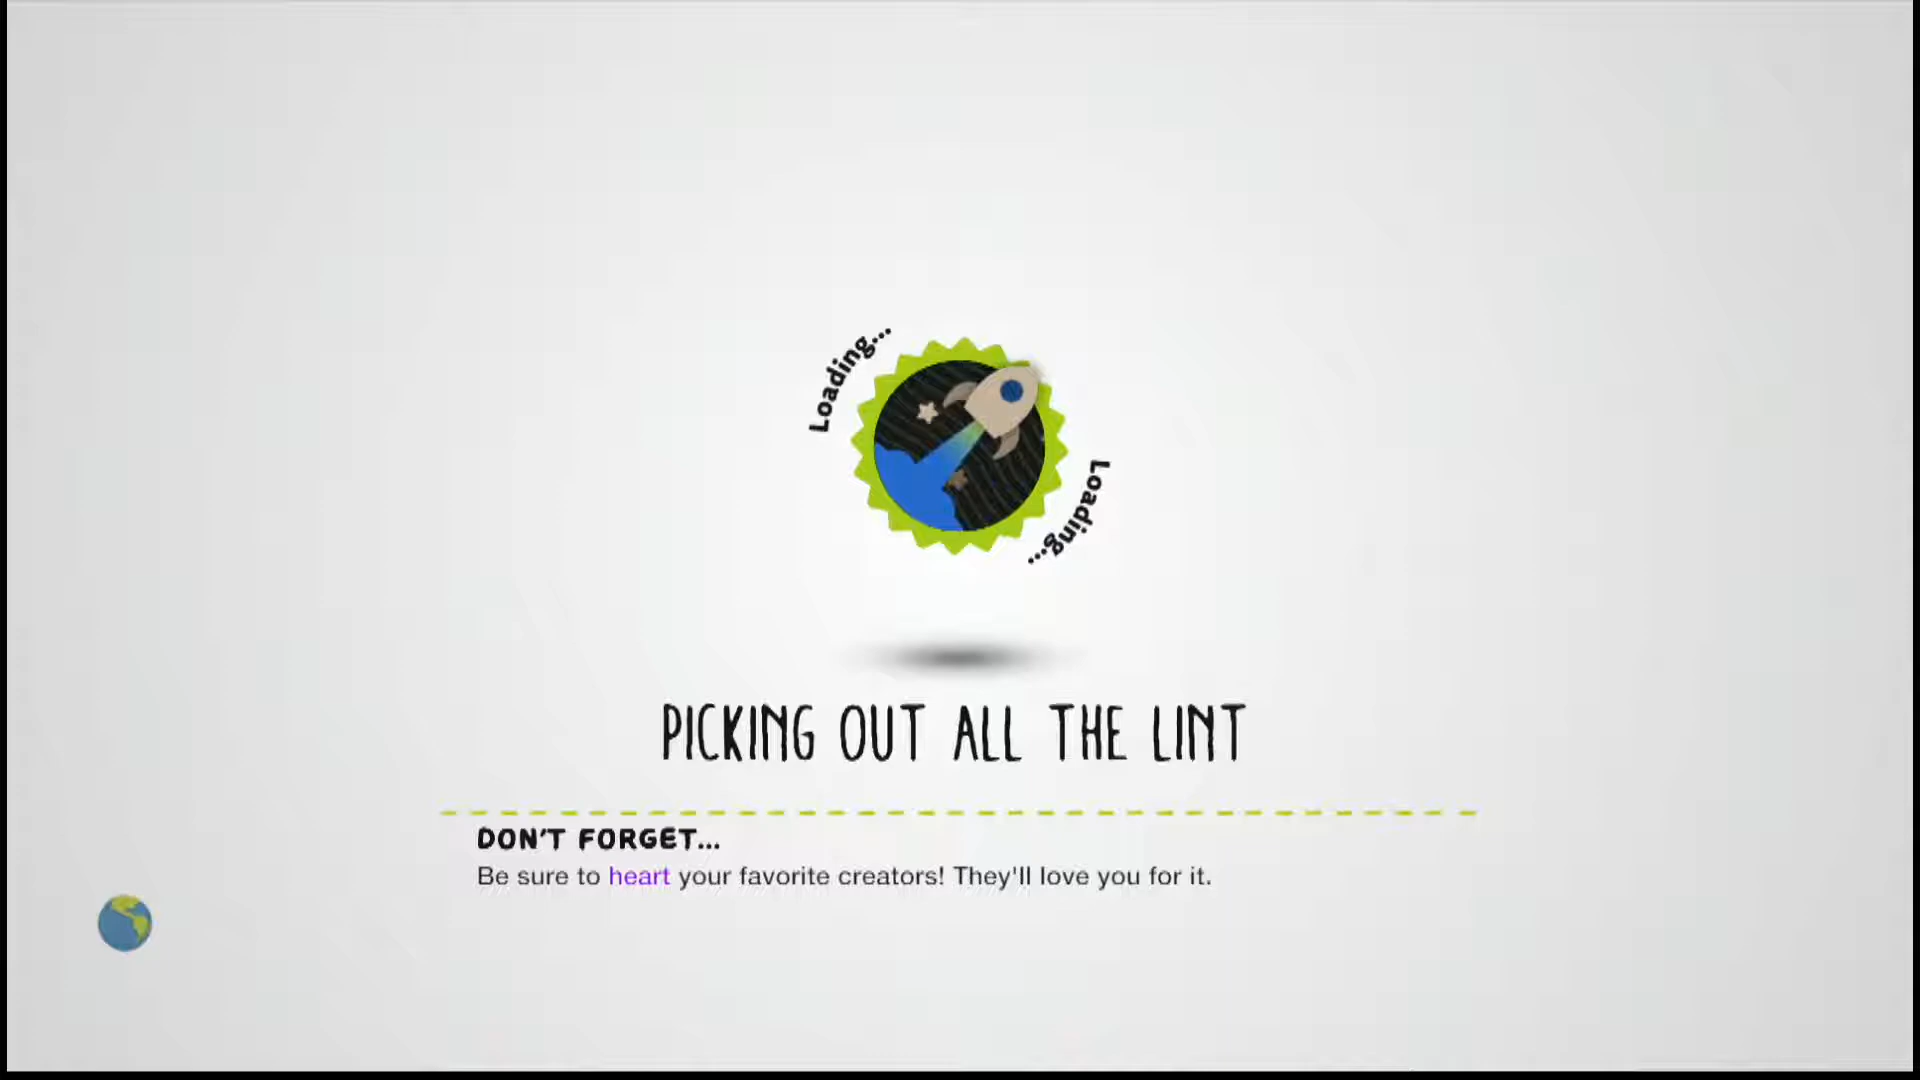 Loading...
Loading...
PICKING OUT ALL THE LINT
DON'T FORGET...
Be sure to heart your favorite creators! They'll love you for it.